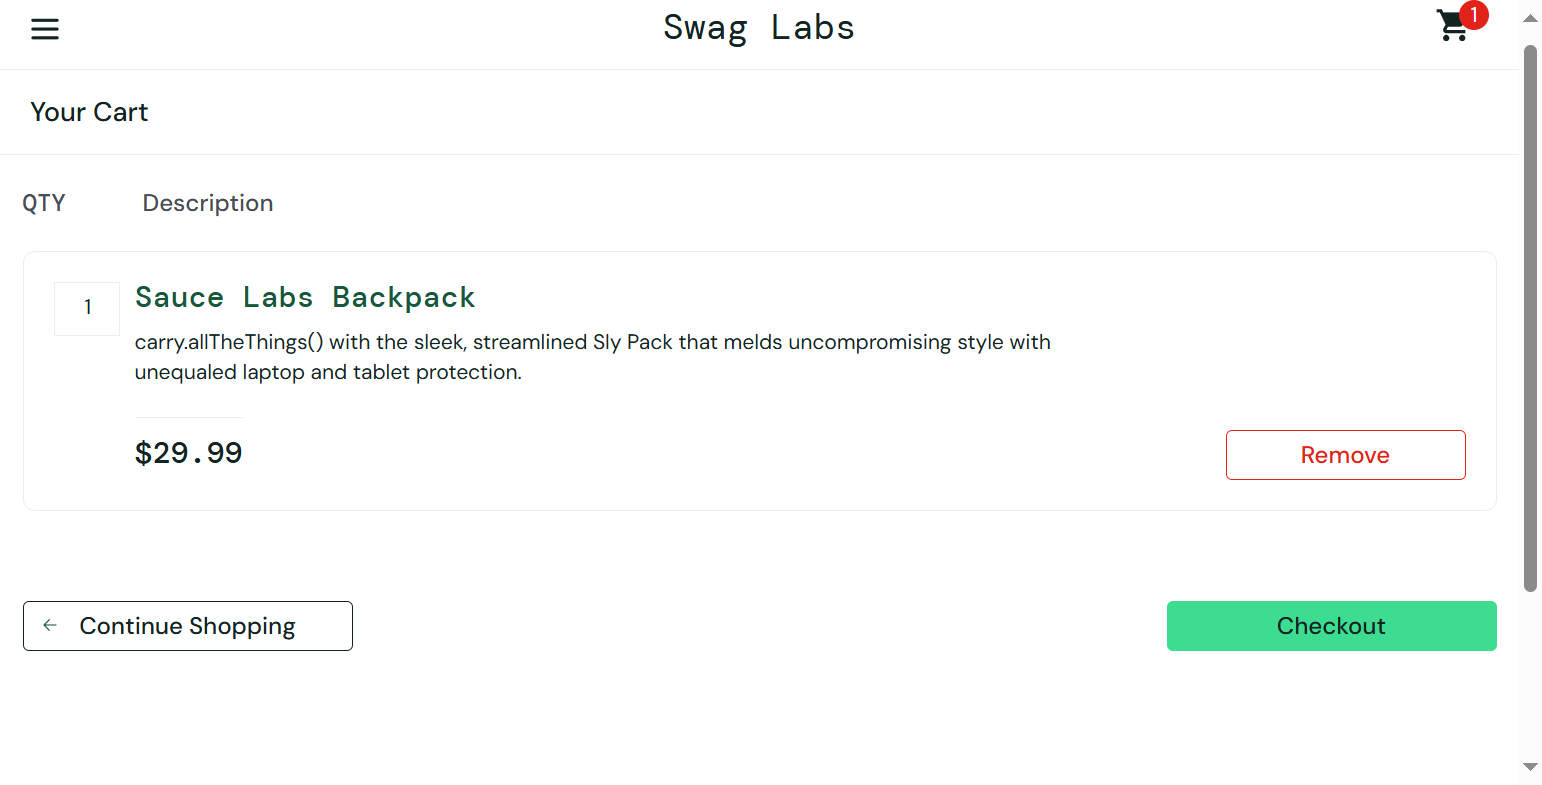 Swag Labs
1
Your Cart
QTY Description
1
Sauce Labs Backpack
carry.allTheThings() with the sleek, streamlined Sly Pack that melds uncompromising style with
unequaled laptop and tablet protection.
$29.99
Remove
Continue Shopping
Checkout